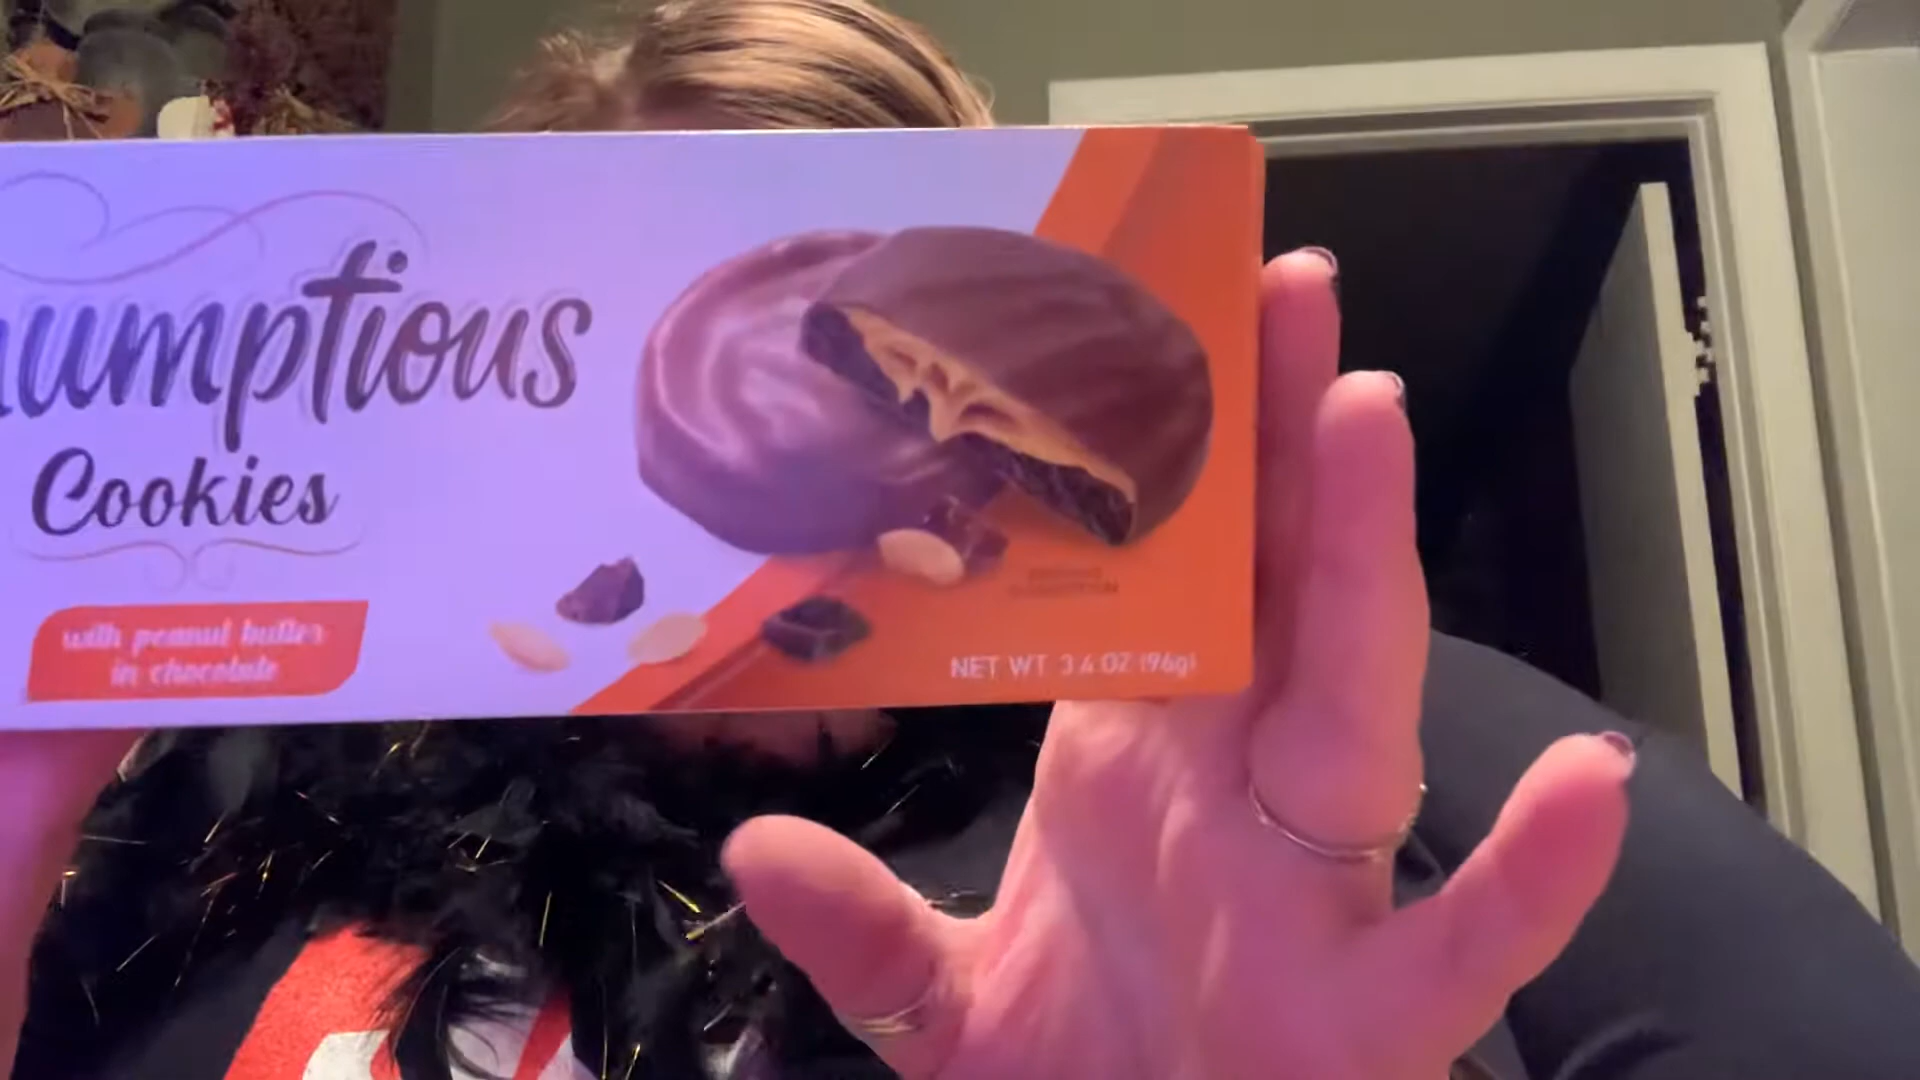 umptious
Cookies
with peanut butter
in chocolate
NET WT 3.4 OZ (96g)